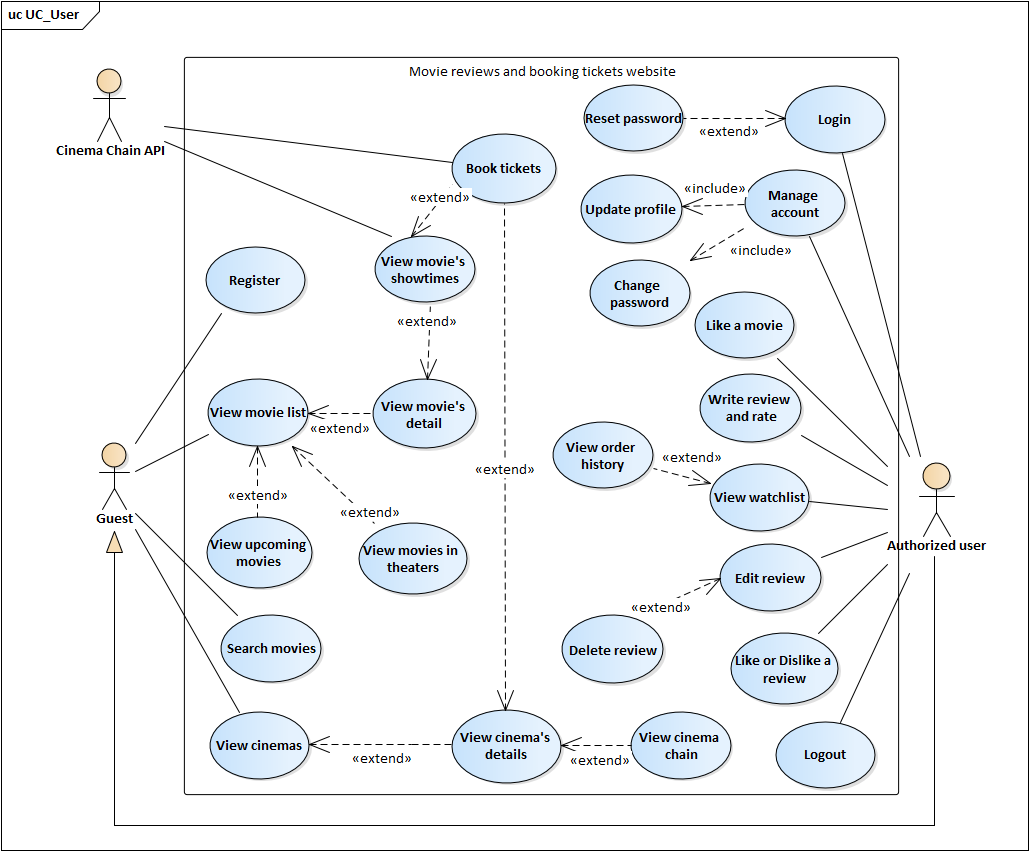 uc UC_User
Movie reviews and booking tickets website
Cinema Chain API
Reset password
«extend»
Login
Book tickets
«extend»
Update profile
«include»
Manage
account
«include»
View movie's
showtimes
Register
Change
password
«extend»
Like a movie
View movie list
«extend»
View movie's
detail
Write review
and rate
View order
history
«extend»
«extend»
View watchlist
Guest
«extend»
«extend»
View upcoming
movies
View movies in
theaters
Authorized user
Edit review
«extend»
Search movies
Delete review
Like or Dislike a
review
View cinemas
«extend»
View cinema's
details
«extend»
View cinema
chain
Logout